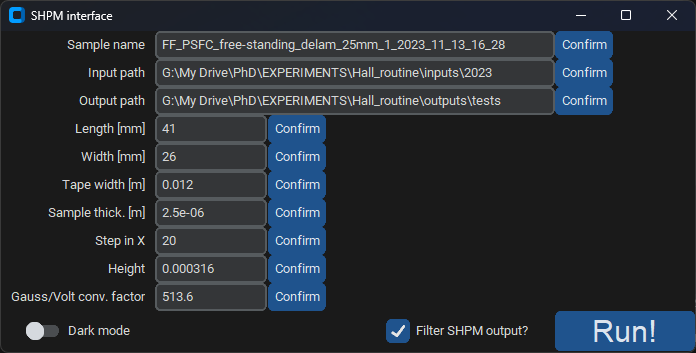 SHPM interface
Sample name FF_PSFC_free-standing_delam_25mm_1_2023_11_13_16_28 Confirm
Input path G:\My Drive\PhD\EXPERIMENTS\Hall_routine\inputs\2023 Confirm
Output path G:\My Drive\PhD\EXPERIMENTS\Hall_routine\outputs\tests Confirm
Length [mm] 41 Confirm
Width [mm] 26 Confirm
Tape width [m] 0.012 Confirm
Sample thick. [m] 2.5e-06 Confirm
Step in X 20 Confirm
Height 0.000316 Confirm
Gauss/Volt conv. factor 513.6 Confirm
Dark mode Filter SHPM output? Run!